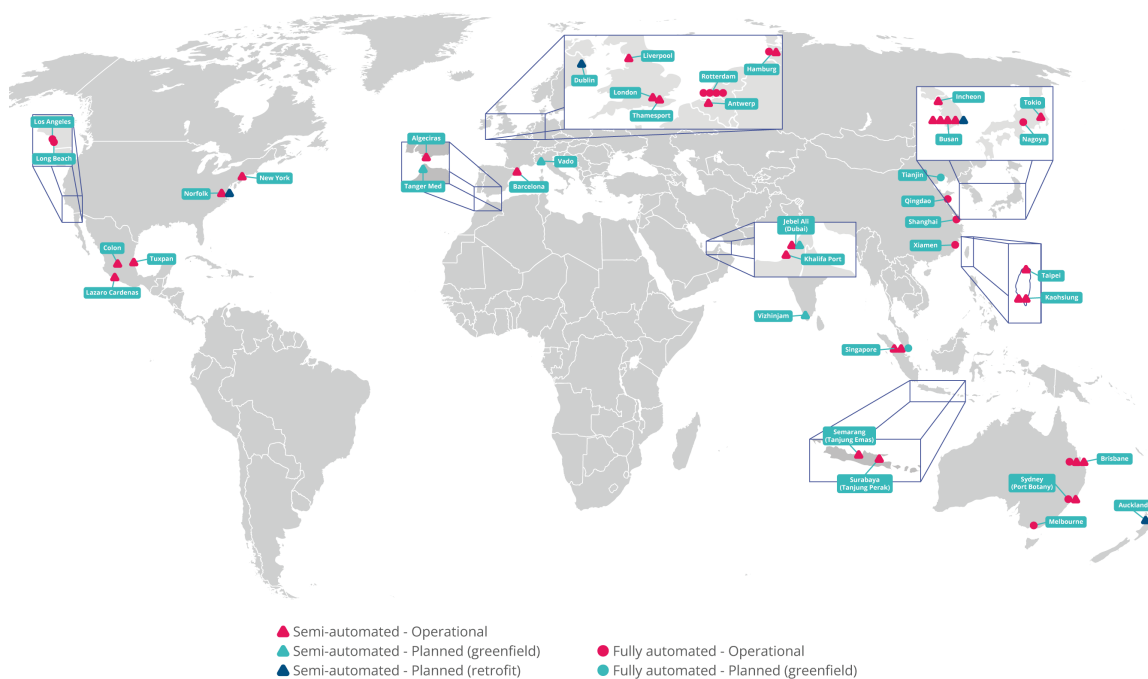 Liverpool
Dublin
Hamburg
Rotterdam
London
Antwerp
Thamesport
Incheon
Tokio
Busan
Nagoya
Los Angeles
Long Beach
Algeciras
Vado
Tanger Med
Barcelona
New York
Norfolk
Tianjin
Qingdao
Shanghai
Xiamen
Jebel Ali
(Dubai)
Khalifa Port
Colon
Tuxpan
Lazaro Cardenas
Taipei
Kaohsiung
Vizhinjam
Singapore
Semarang
(Tanjung Emas)
Surabaya
(Tanjung Perak)
Brisbane
Sydney
(Port Botany)
Melbourne
Auckland
Semi-automated - Operational
Semi-automated - Planned (greenfield)
Semi-automated - Planned (retrofit)
Fully automated - Operational
Fully automated - Planned (greenfield)